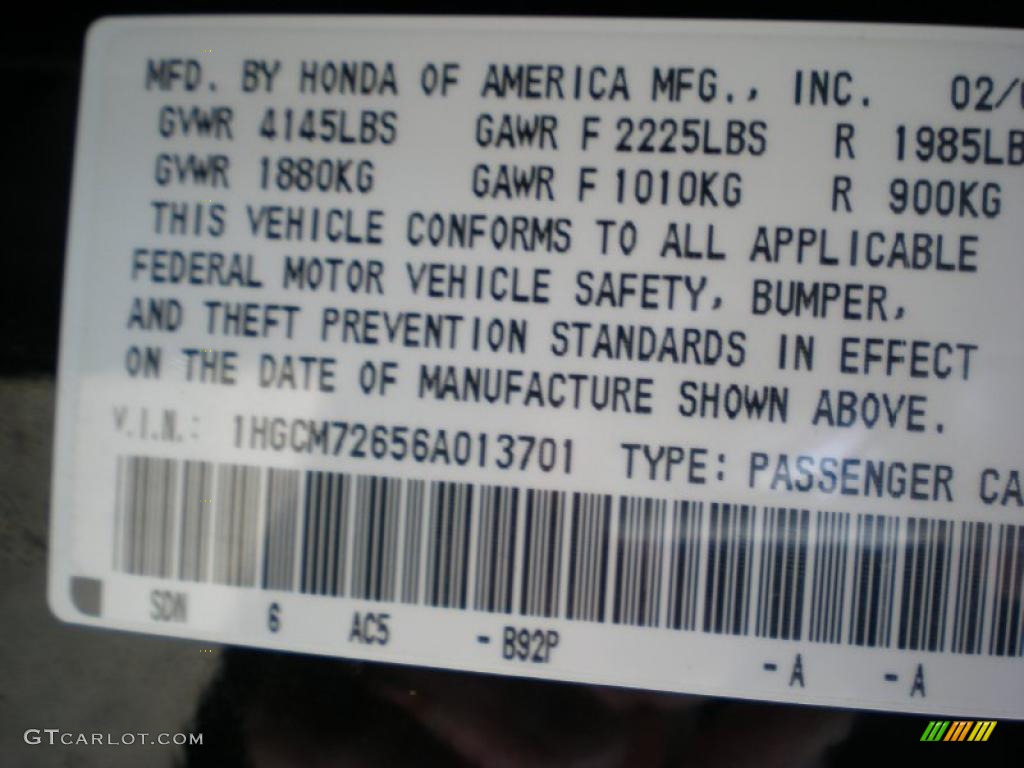 MFD. BY HONDA OF AMERICA MFG., INC. 02/
GVWR 4145LBS GAWR F 2225LBS R 1985LB
GVWR 1880KG GAWR F 1010KG R 900KG
THIS VEHICLE CONFORMS TO ALL APPLICABLE
FEDERAL MOTOR VEHICLE SAFETY, BUMPER,
AND THEFT PREVENTION STANDARDS IN EFFECT
ON THE DATE OF MANUFACTURE SHOWN ABOVE.
V.I.N.: 1HGCM72656A013701 TYPE: PASSENGER CA
SDN 6 AC5 - B92P - A - A
GTCARLOT.COM